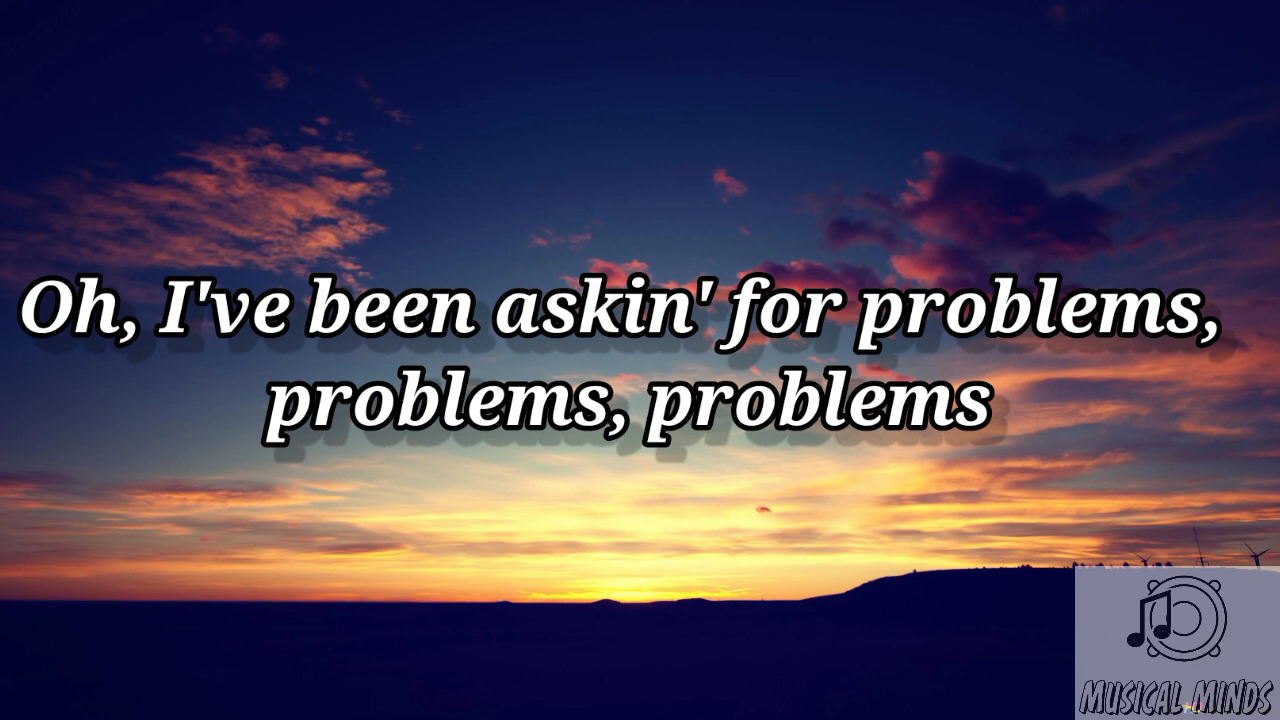 Oh, I've been askin' for problems,
problems, problems
MUSICAL MINDS